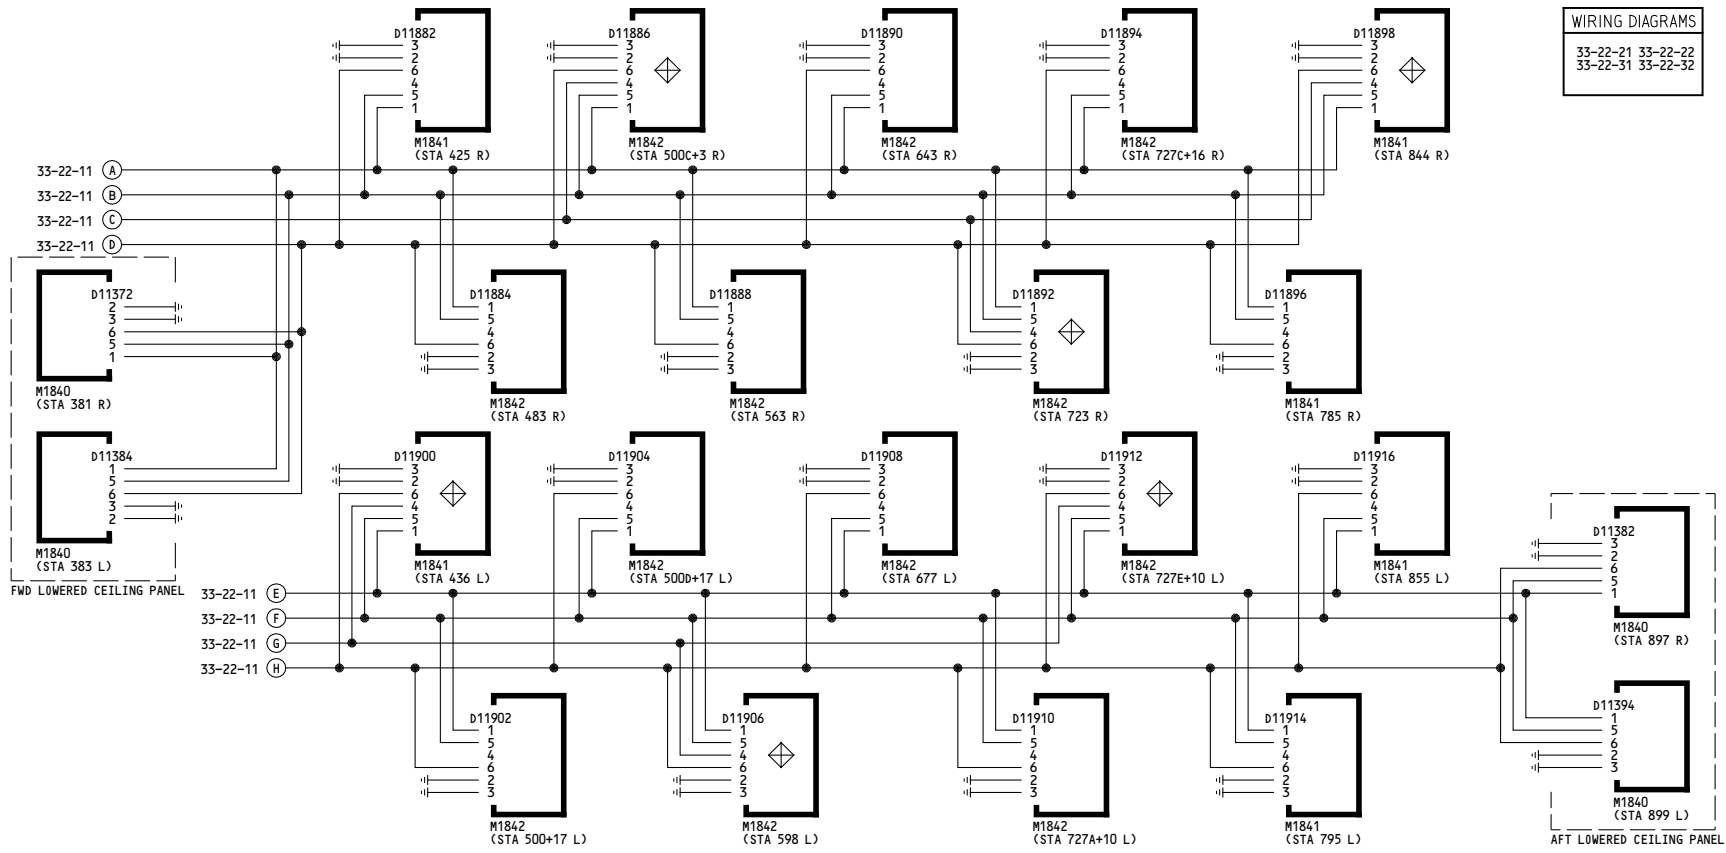 WIRING DIAGRAMS
33-22-21 33-22-22
33-22-31 33-22-32
D11882
3
2
6
4
5
1
M1841
(STA 425 R)
D11886
3
2
6
4
5
1
M1842
(STA 500C+3 R)
D11890
3
2
6
4
5
1
M1842
(STA 643 R)
D11894
3
2
6
4
5
1
M1842
(STA 727C+16 R)
D11898
3
2
6
4
5
1
M1841
(STA 844 R)
33-22-11 A
33-22-11 B
33-22-11 C
33-22-11 D
D11372
2
3
6
5
1
M1840
(STA 381 R)
D11884
1
5
4
6
2
3
M1842
(STA 483 R)
D11888
1
5
4
6
2
3
M1842
(STA 563 R)
D11892
1
5
4
6
2
3
M1842
(STA 723 R)
D11896
1
5
4
6
2
3
M1841
(STA 785 R)
D11384
1
5
6
3
2
M1840
(STA 383 L)
FWD LOWERED CEILING PANEL
D11900
3
2
6
4
5
1
M1841
(STA 436 L)
D11904
3
2
6
4
5
1
M1842
(STA 500D+17 L)
D11908
3
2
6
4
5
1
M1842
(STA 677 L)
D11912
3
2
6
4
5
1
M1842
(STA 727E+10 L)
D11916
3
2
6
4
5
1
M1841
(STA 855 L)
D11382
3
2
6
5
1
M1840
(STA 897 R)
33-22-11 E
33-22-11 F
33-22-11 G
33-22-11 H
D11902
1
5
4
6
2
3
M1842
(STA 500+17 L)
D11906
1
5
4
6
2
3
M1842
(STA 598 L)
D11910
1
5
4
6
2
3
M1842
(STA 727A+10 L)
D11914
1
5
4
6
2
3
M1841
(STA 795 L)
D11394
1
5
6
2
3
M1840
(STA 899 L)
AFT LOWERED CEILING PANEL